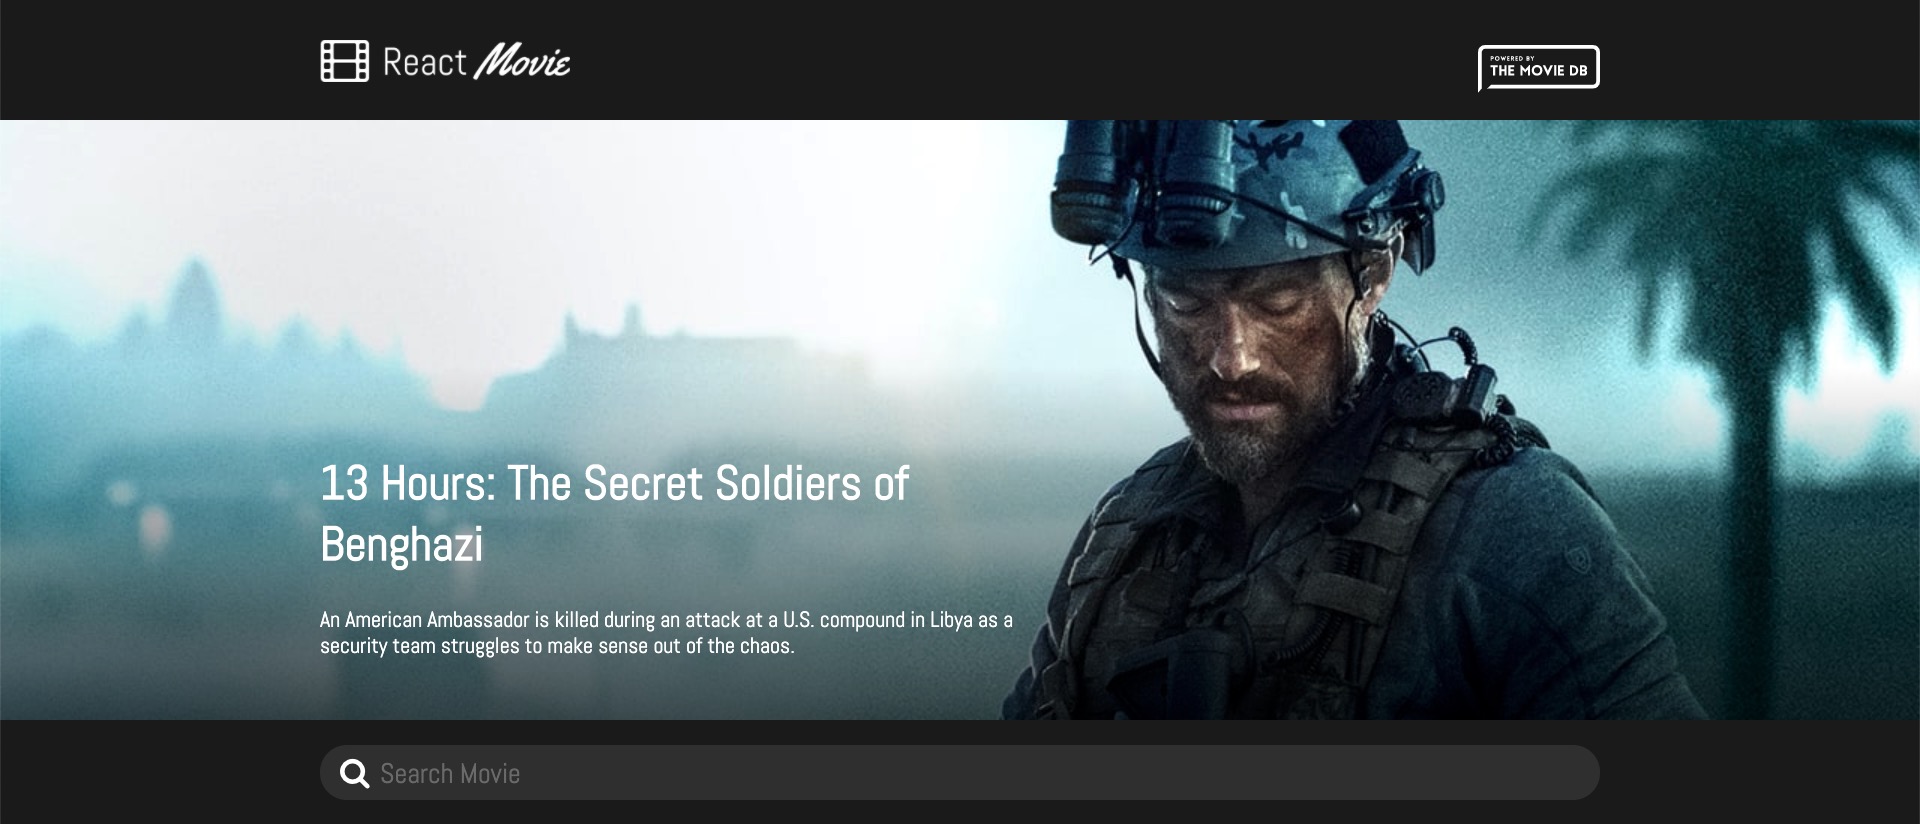 React Movie
POWERED BY
THE MOVIE DB
13 Hours: The Secret Soldiers of
Benghazi
An American Ambassador is killed during an attack at a U.S. compound in Libya as a
security team struggles to make sense out of the chaos.
Search Movie